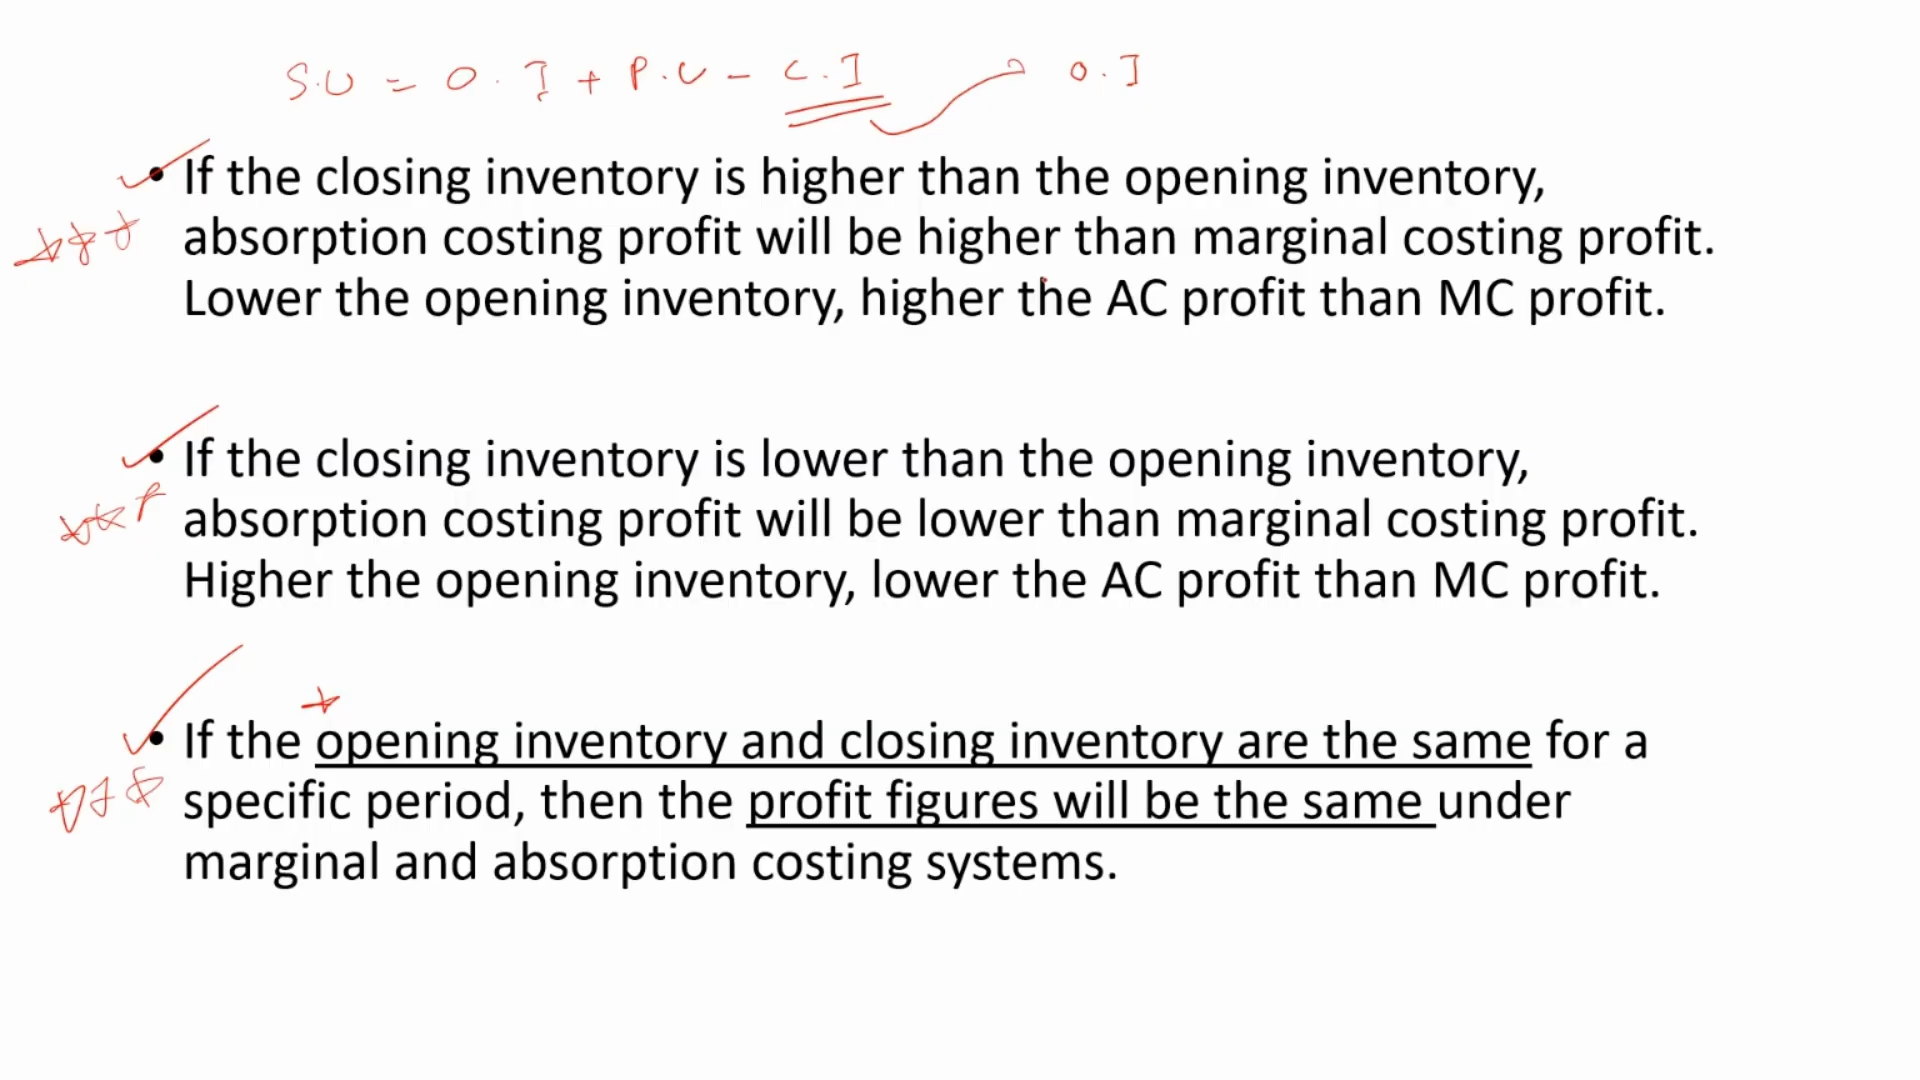 S.U = O.I + P.U - C.I → O.I
• If the closing inventory is higher than the opening inventory,
absorption costing profit will be higher than marginal costing profit.
Lower the opening inventory, higher the AC profit than MC profit.
• If the closing inventory is lower than the opening inventory,
absorption costing profit will be lower than marginal costing profit.
Higher the opening inventory, lower the AC profit than MC profit.
• If the opening inventory and closing inventory are the same for a
specific period, then the profit figures will be the same under
marginal and absorption costing systems.